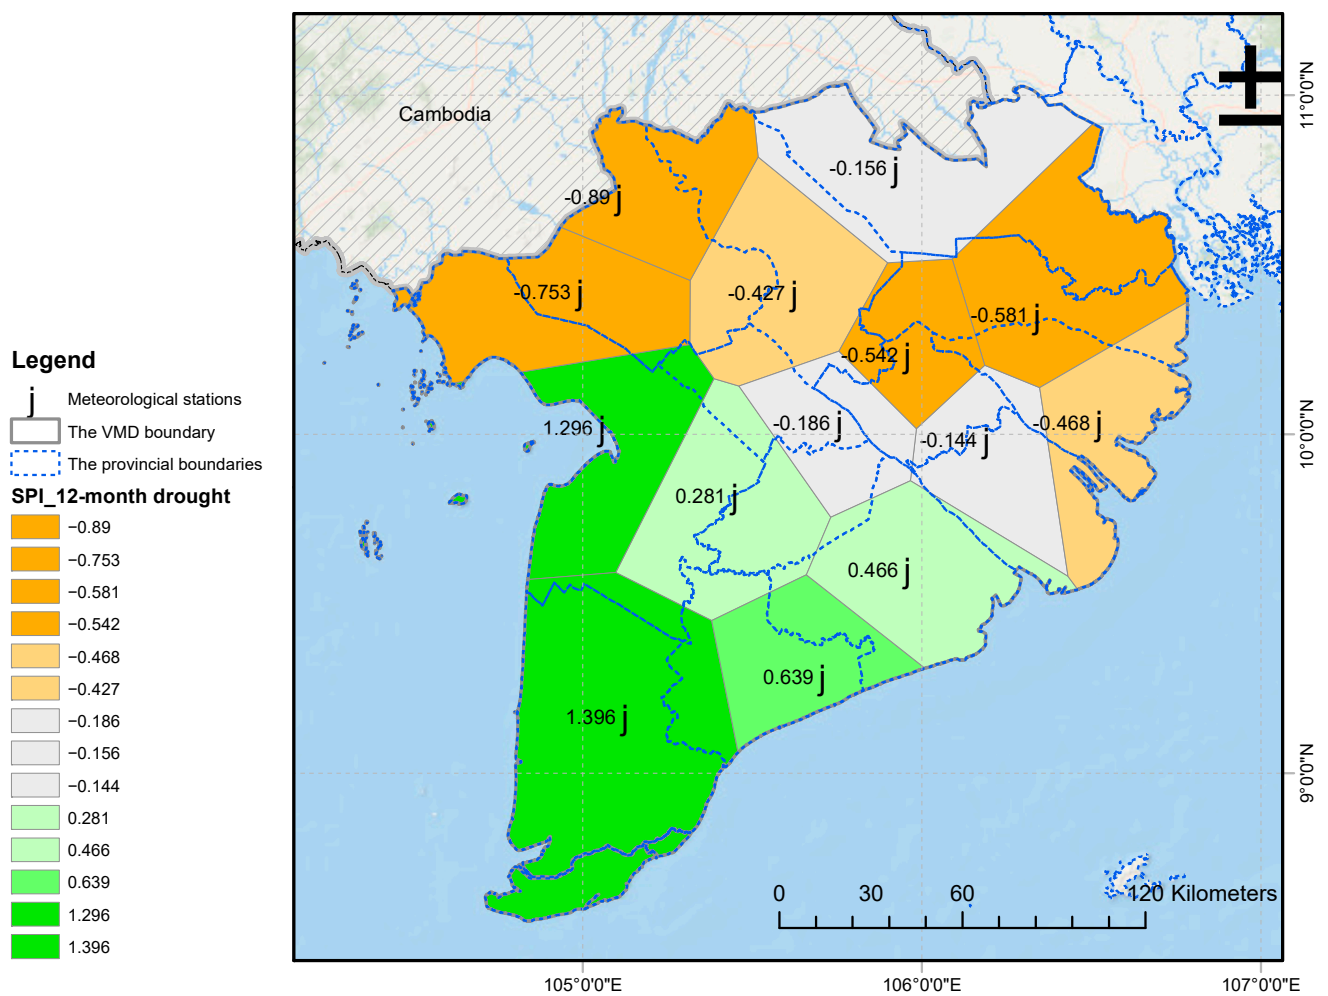 Cambodia
-0.156 j
-0.89 j
-0.753 j
-0.427 j
-0.581 j
-0.542 j
1.296 j
-0.186 j
-0.144 j
-0.468 j
0.281 j
0.466 j
0.639 j
1.396 j
11°0'0"N
10°0'0"N
9°0'0"N
105°0'0"E
106°0'0"E
107°0'0"E
0 30 60 120 Kilometers
Legend
j Meteorological stations
The VMD boundary
The provincial boundaries
SPI_12-month drought
−0.89
−0.753
−0.581
−0.542
−0.468
−0.427
−0.186
−0.156
−0.144
0.281
0.466
0.639
1.296
1.396